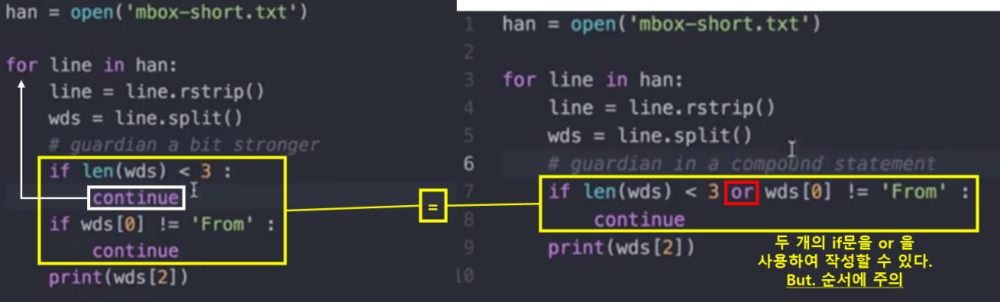 han = open('mbox-short.txt')
for line in han:
line = line.rstrip()
wds = line.split()
# guardian a bit stronger
if len(wds) < 3 :
continue
if wds[0] != 'From' :
continue
print(wds[2])
=
1 han = open('mbox-short.txt')
2
3 for line in han:
4 line = line.rstrip()
5 wds = line.split()
6 # guardian in a compound statement
7 if len(wds) < 3 or wds[0] != 'From' :
8 continue
9 print(wds[2])
10
두 개의 if문을 or 을
사용하여 작성할 수 있다.
But. 순서에 주의